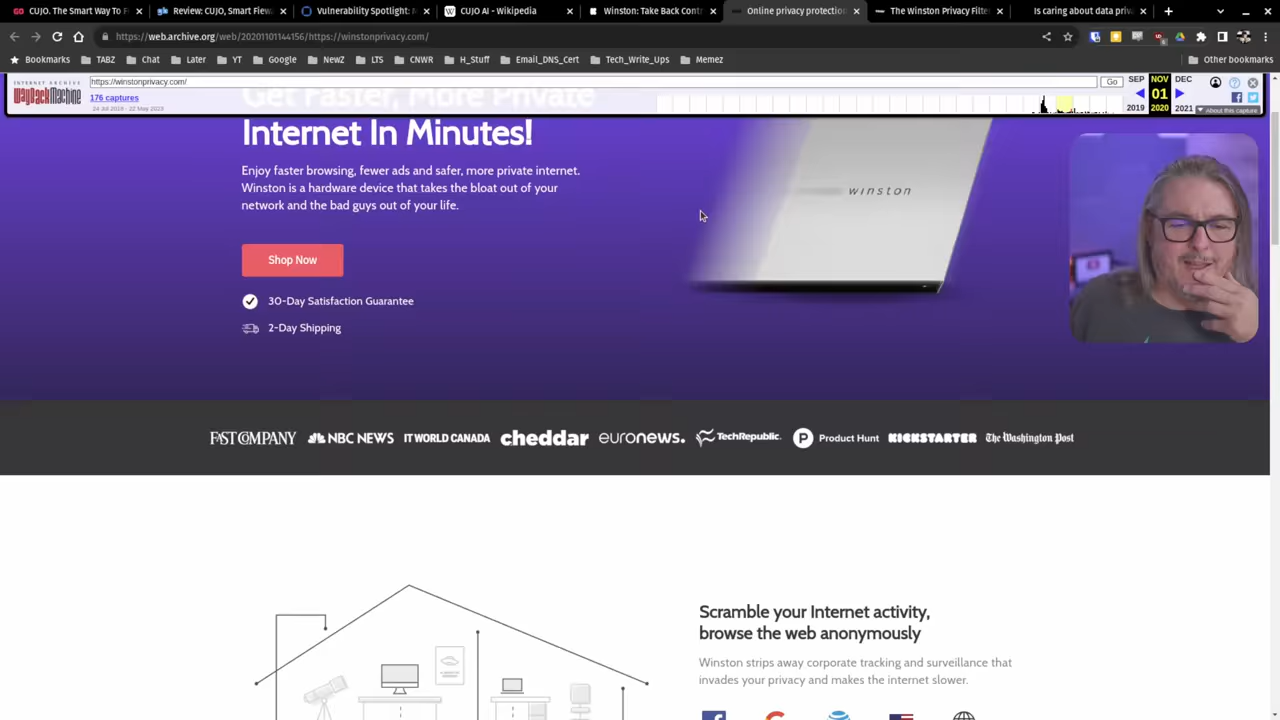 CUJO. The Smart Way To F
Review: CUJO, Smart Firew
Vulnerability Spotlight: M
CUJO AI - Wikipedia
Winston: Take Back Contr
Online privacy protection
The Winston Privacy Filte
Is caring about data priva
https://web.archive.org/web/20201101144156/https://winstonprivacy.com/
Bookmarks TABZ Chat Later YT Google NewZ LTS CNWR H_Stuff Email_DNS_Cert Tech_Write_Ups Memez Other bookmarks
INTERNET ARCHIVE
WayBackMachine
https://winstonprivacy.com/
Go
176 captures
24 Jul 2019 - 22 May 2023
SEP NOV DEC
01
2019 2020 2021
About this capture
Internet In Minutes!
Enjoy faster browsing, fewer ads and safer, more private internet.
Winston is a hardware device that takes the bloat out of your
network and the bad guys out of your life.
Shop Now
30-Day Satisfaction Guarantee
2-Day Shipping
winston
FAST COMPANY NBC NEWS IT WORLD CANADA cheddar euronews. TechRepublic. Product Hunt KICKSTARTER The Washington Post
Scramble your Internet activity,
browse the web anonymously
Winston strips away corporate tracking and surveillance that
invades your privacy and makes the internet slower.